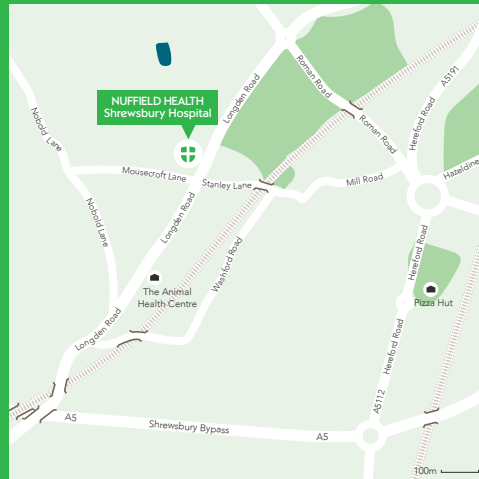 Nobold Lane
NUFFIELD HEALTH
Shrewsbury Hospital
Longden Road
Roman Road
A5191
Hereford Road
Roman Road
Hazeldine
Mousecroft Lane
Stanley Lane
Mill Road
Nobold Lane
Longden Road
Washford Road
Hereford Road
The Animal
Health Centre
Pizza Hut
Longden Road
Hereford Road
A5112
A5
Shrewsbury Bypass
A5
100m